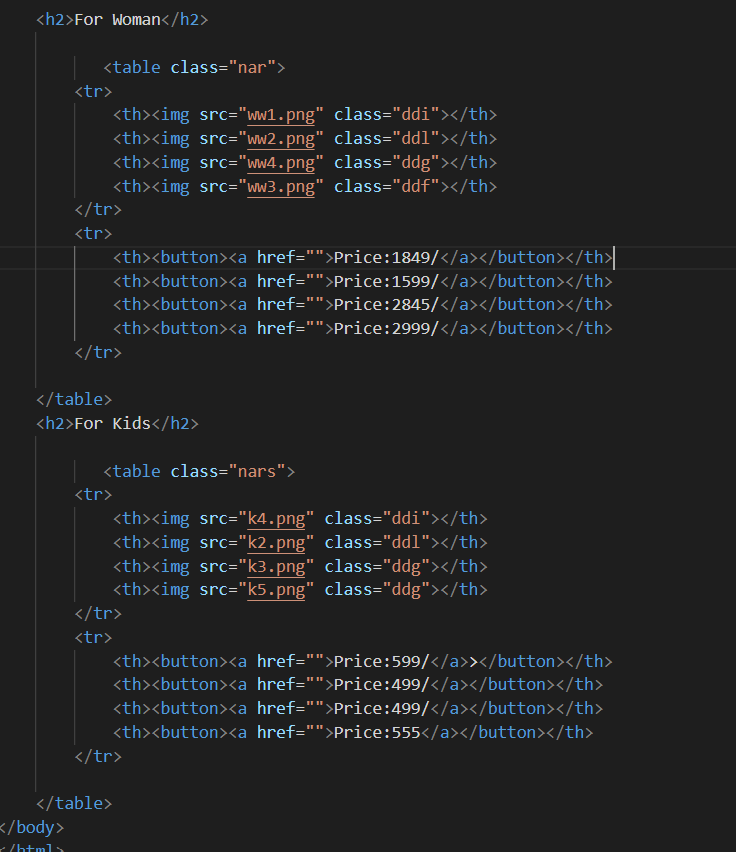 <h2>For Woman</h2>
<table class="nar">
<tr>
<th><img src="ww1.png" class="ddi"></th>
<th><img src="ww2.png" class="ddl"></th>
<th><img src="ww4.png" class="ddg"></th>
<th><img src="ww3.png" class="ddf"></th>
</tr>
<tr>
<th><button><a href="">Price:1849/</a></button></th>
<th><button><a href="">Price:1599/</a></button></th>
<th><button><a href="">Price:2845/</a></button></th>
<th><button><a href="">Price:2999/</a></button></th>
</tr>
</table>
<h2>For Kids</h2>
<table class="nars">
<tr>
<th><img src="k4.png" class="ddi"></th>
<th><img src="k2.png" class="ddl"></th>
<th><img src="k3.png" class="ddg"></th>
<th><img src="k5.png" class="ddg"></th>
</tr>
<tr>
<th><button><a href="">Price:599/</a>></button></th>
<th><button><a href="">Price:499/</a></button></th>
<th><button><a href="">Price:499/</a></button></th>
<th><button><a href="">Price:555</a></button></th>
</tr>
</table>
</body>
</html>